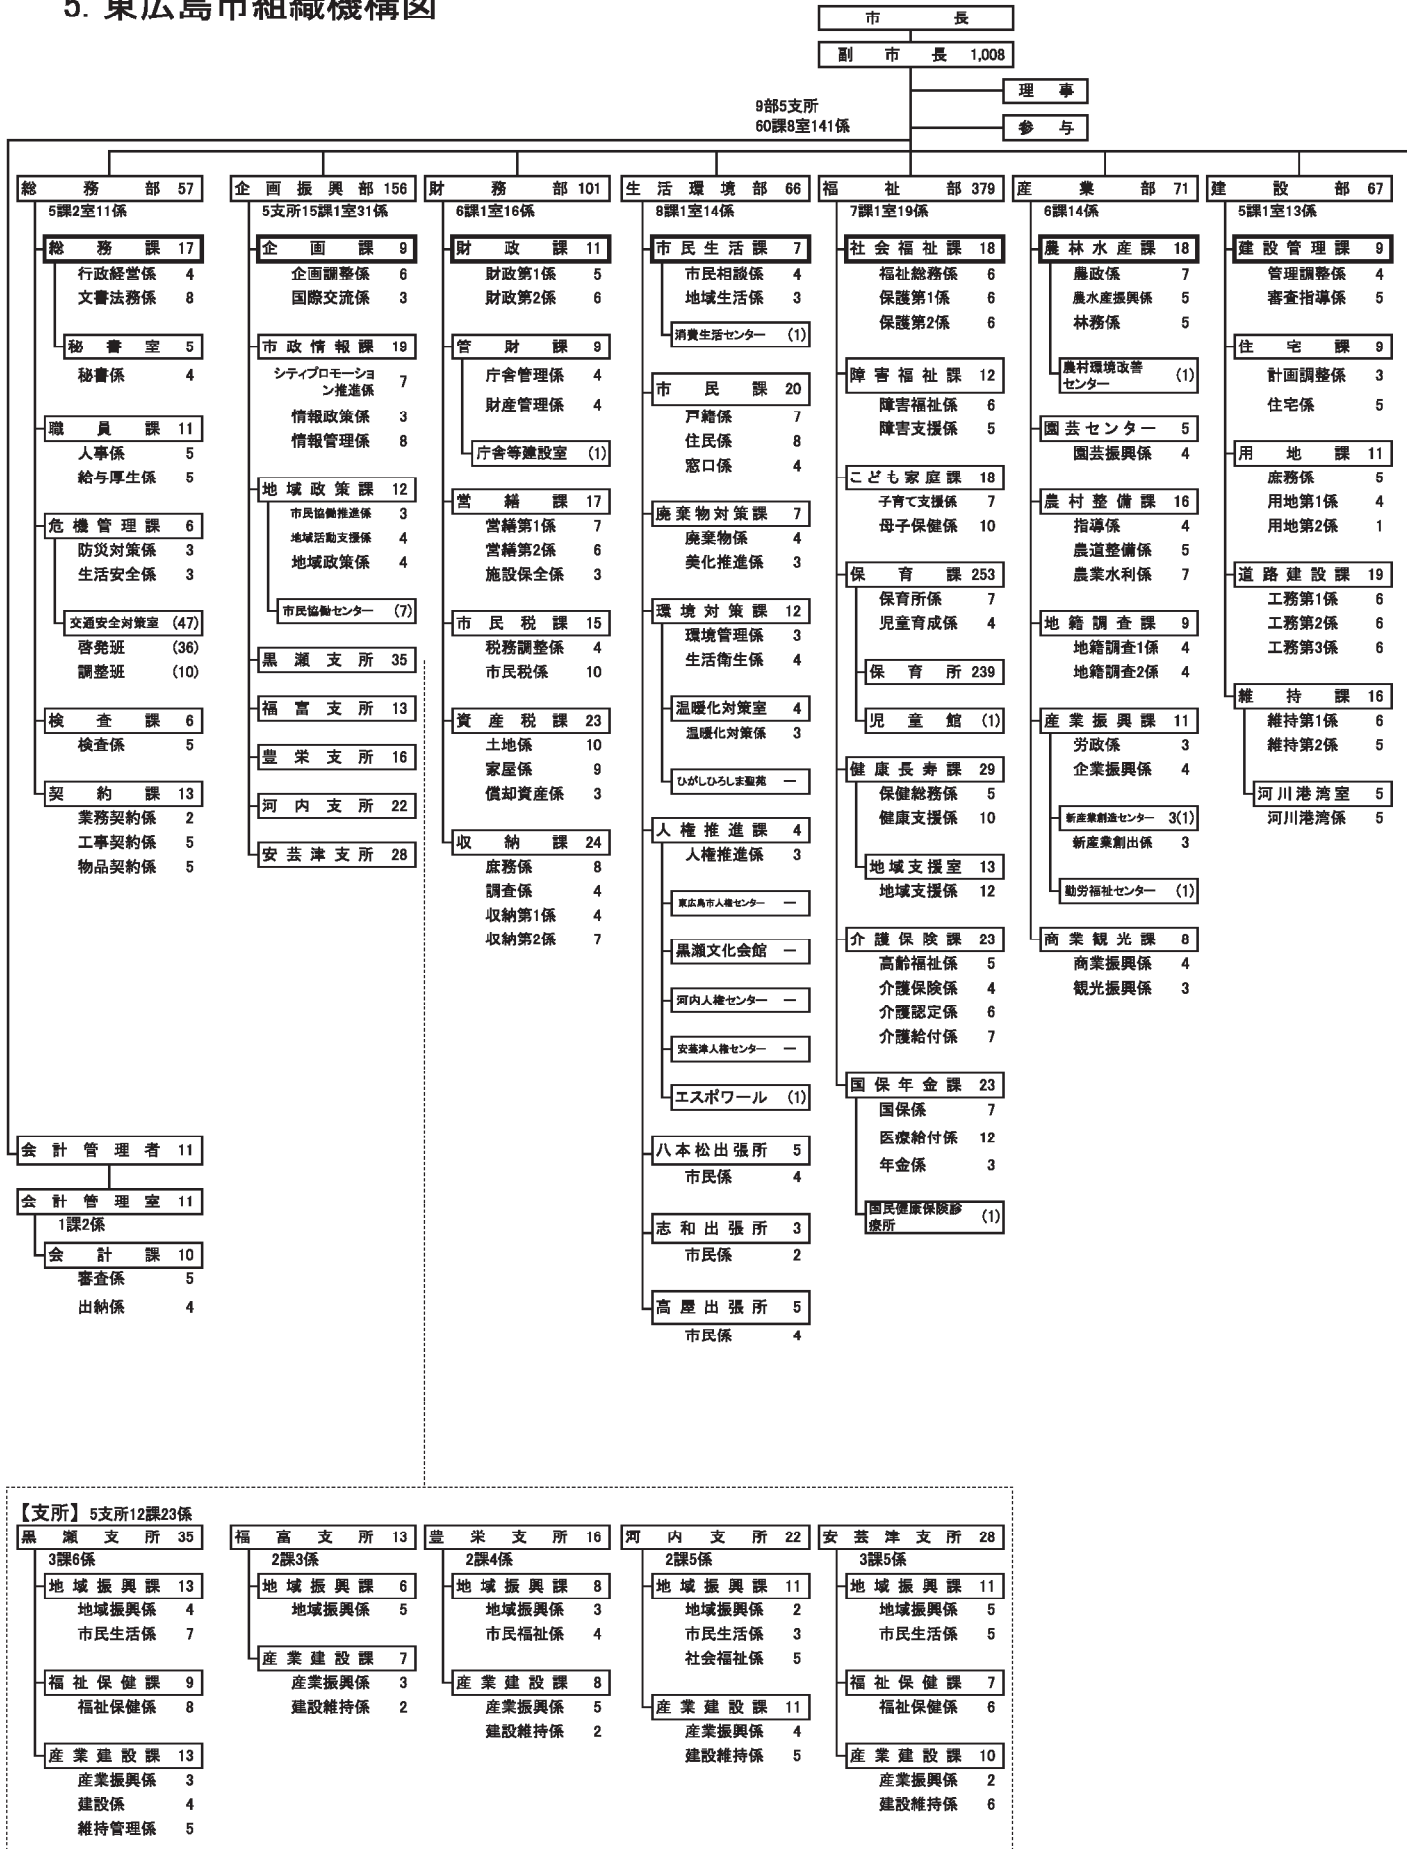 5. 東広島市組織機構図
市長
副市長 1,008
理事
9部5支所
60課8室141係
参与
総務部 57
5課2室11係
総務課 17
行政経営係 4
文書法務係 8
秘書室 5
秘書係 4
職員課 11
人事係 5
給与厚生係 5
危機管理課 6
防災対策係 3
生活安全係 3
交通安全対策室 (47)
啓発班 (36)
調整班 (10)
検査課 6
検査係 5
契約課 13
業務契約係 2
工事契約係 5
物品契約係 5
会計管理者 11
会計管理室 11
1課2係
会計課 10
審査係 5
出納係 4
企画振興部 156
5支所15課1室31係
企画課 9
企画調整係 6
国際交流係 3
市政情報課 19
シティプロモーショ
ン推進係 7
情報政策係 3
情報管理係 8
地域政策課 12
市民協働推進係 3
地域活動支援係 4
地域政策係 4
市民協働センター (7)
黒瀬支所 35
福富支所 13
豊栄支所 16
河内支所 22
安芸津支所 28
財務部 101
6課1室16係
財政課 11
財政第1係 5
財政第2係 6
管財課 9
庁舎管理係 4
財産管理係 4
庁舎等建設室 (1)
営繕課 17
営繕第1係 7
営繕第2係 6
施設保全係 3
市民税課 15
税務調整係 4
市民税係 10
資産税課 23
土地係 10
家屋係 9
償却資産係 3
収納課 24
庶務係 8
調査係 4
収納第1係 4
収納第2係 7
生活環境部 66
8課1室14係
市民生活課 7
市民相談係 4
地域生活係 3
消費生活センター (1)
市民課 20
戸籍係 7
住民係 8
窓口係 4
廃棄物対策課 7
廃棄物係 4
美化推進係 3
環境対策課 12
環境管理係 3
生活衛生係 4
温暖化対策室 4
温暖化対策係 3
ひがしひろしま聖苑 ―
人権推進課 4
人権推進係 3
東広島市人権センター ―
黒瀬文化会館 ―
河内人権センター ―
安芸津人権センター ―
エスポワール (1)
八本松出張所 5
市民係 4
志和出張所 3
市民係 2
高屋出張所 5
市民係 4
福祉部 379
7課1室19係
社会福祉課 18
福祉総務係 6
保護第1係 6
保護第2係 6
障害福祉課 12
障害福祉係 6
障害支援係 5
こども家庭課 18
子育て支援係 7
母子保健係 10
保育課 253
保育所係 7
児童育成係 4
保育所 239
児童館 (1)
健康長寿課 29
保健総務係 5
健康支援係 10
地域支援室 13
地域支援係 12
介護保険課 23
高齢福祉係 5
介護保険係 4
介護認定係 6
介護給付係 7
国保年金課 23
国保係 7
医療給付係 12
年金係 3
国民健康保険診
療所 (1)
産業部 71
6課14係
農林水産課 18
農政係 7
農水産振興係 5
林務係 5
農村環境改善
センター (1)
園芸センター 5
園芸振興係 4
農村整備課 16
指導係 4
農道整備係 5
農業水利係 7
地籍調査課 9
地籍調査1係 4
地籍調査2係 4
産業振興課 11
労政係 3
企業振興係 4
新産業創造センター 3(1)
新産業創出係 3
勤労福祉センター (1)
商業観光課 8
商業振興係 4
観光振興係 3
建設部 67
5課1室13係
建設管理課 9
管理調整係 4
審査指導係 5
住宅課 9
計画調整係 3
住宅係 5
用地課 11
庶務係 5
用地第1係 4
用地第2係 1
道路建設課 19
工務第1係 6
工務第2係 6
工務第3係 6
維持課 16
維持第1係 6
維持第2係 5
河川港湾室 5
河川港湾係 5
【支所】 5支所12課23係
黒瀬支所 35
3課6係
地域振興課 13
地域振興係 4
市民生活係 7
福祉保健課 9
福祉保健係 8
産業建設課 13
産業振興係 3
建設係 4
維持管理係 5
福富支所 13
2課3係
地域振興課 6
地域振興係 5
産業建設課 7
産業振興係 3
建設維持係 2
豊栄支所 16
2課4係
地域振興課 8
地域振興係 3
市民福祉係 4
産業建設課 8
産業振興係 5
建設維持係 2
河内支所 22
2課5係
地域振興課 11
地域振興係 2
市民生活係 3
社会福祉係 5
産業建設課 11
産業振興係 4
建設維持係 5
安芸津支所 28
3課5係
地域振興課 11
地域振興係 5
市民生活係 5
福祉保健課 7
福祉保健係 6
産業建設課 10
産業振興係 2
建設維持係 6